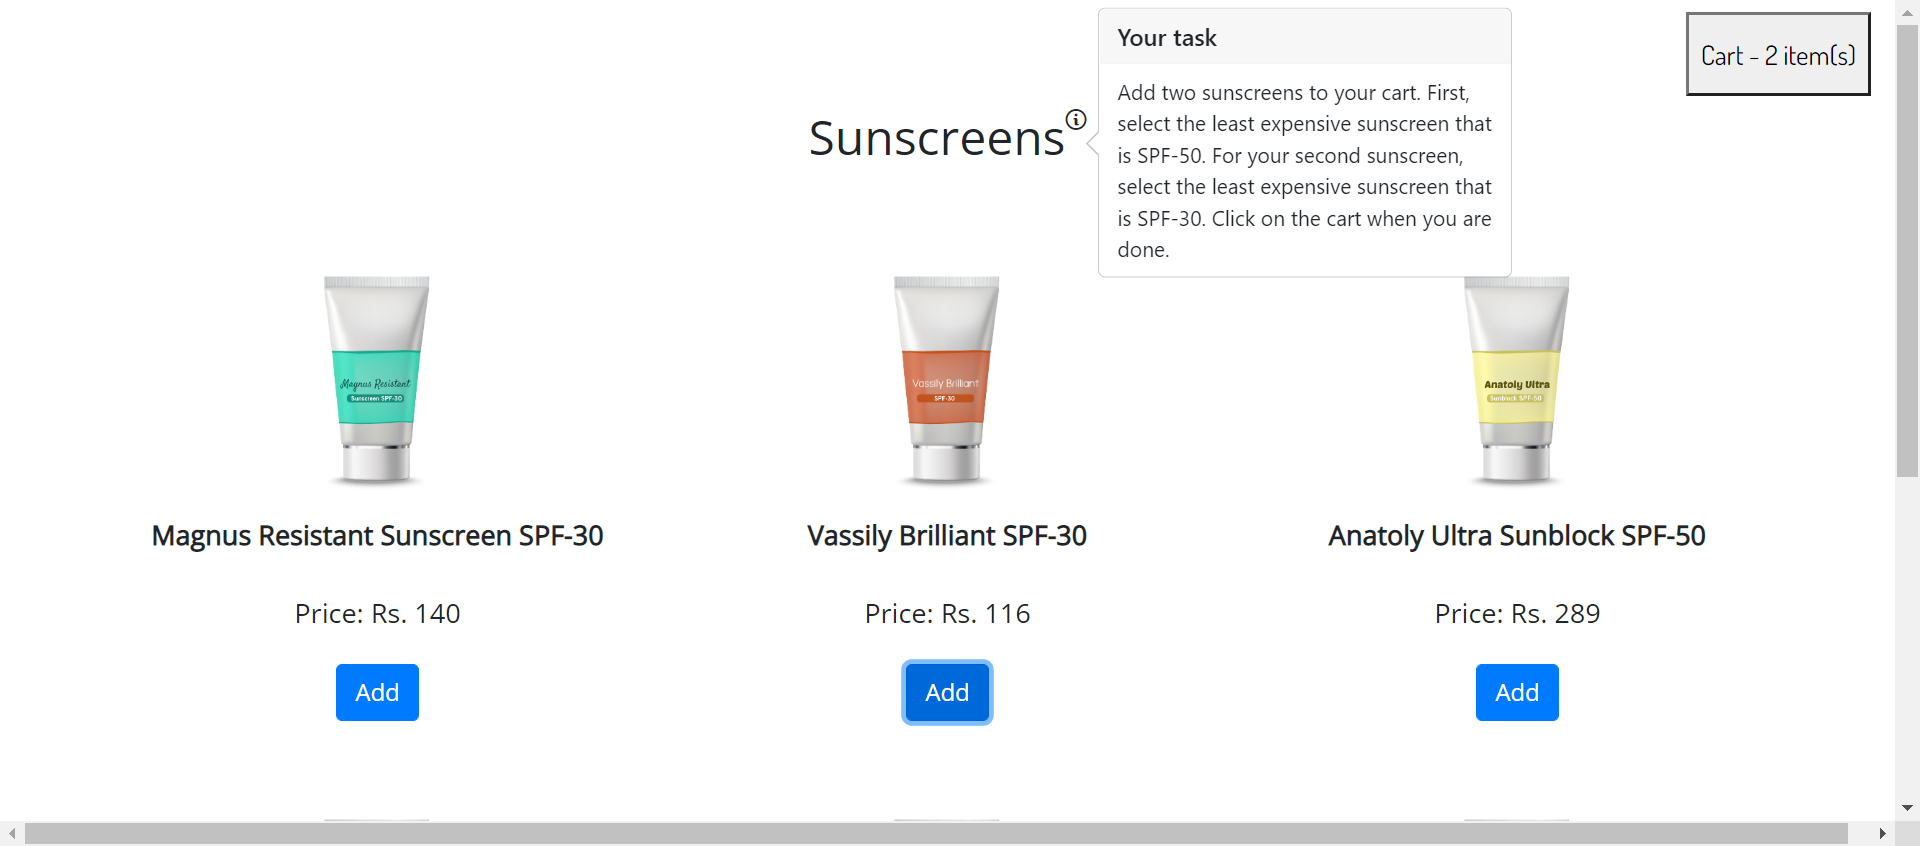 Your task
Cart - 2 item(s)
Add two sunscreens to your cart. First,
select the least expensive sunscreen that
is SPF-50. For your second sunscreen,
select the least expensive sunscreen that
is SPF-30. Click on the cart when you are
done.
Sunscreens
Magnus Resistant
Sunscreen SPF-30
Vassily Brilliant
SPF-30
Anatoly Ultra
Sunblock SPF-50
Magnus Resistant Sunscreen SPF-30
Vassily Brilliant SPF-30
Anatoly Ultra Sunblock SPF-50
Price: Rs. 140
Price: Rs. 116
Price: Rs. 289
Add
Add
Add